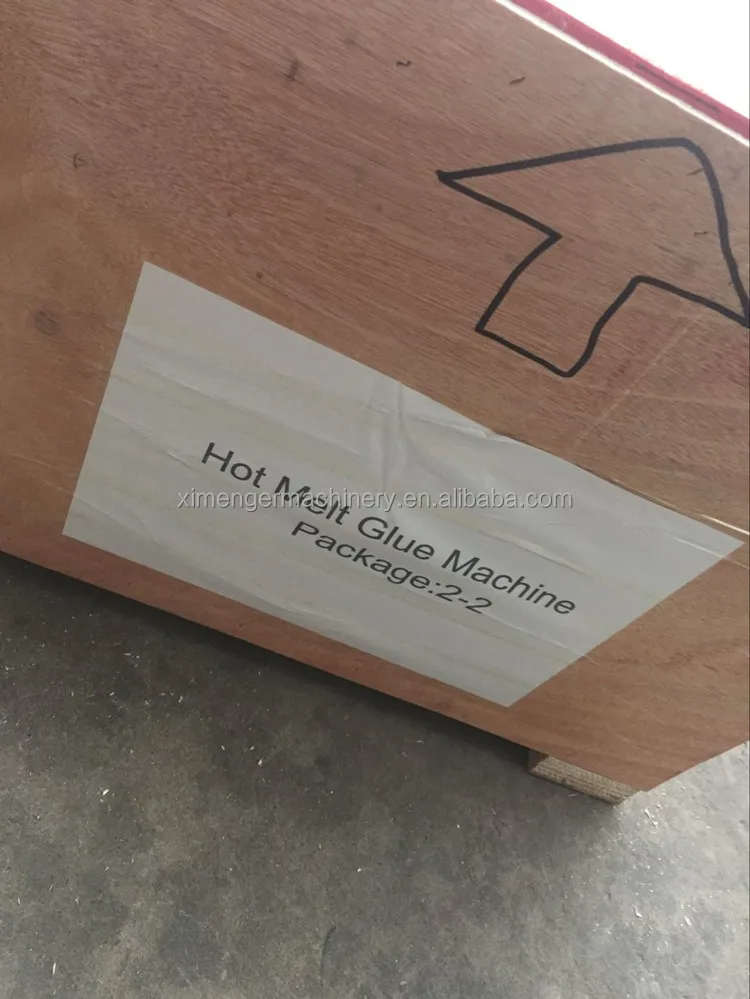 Hot Melt Glue Machine
ximengermachinery.en.alibaba.com
Package:2-2